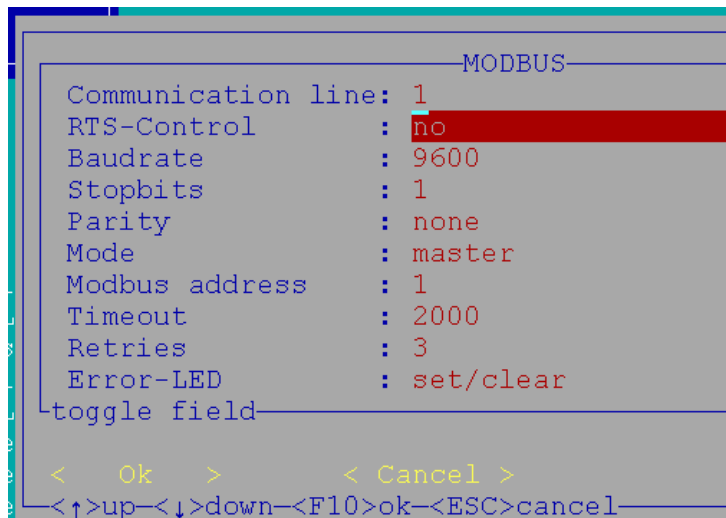 MODBUS
Communication line: 1
RTS-Control : no
Baudrate : 9600
Stopbits : 1
Parity : none
Mode : master
Modbus address : 1
Timeout : 2000
Retries : 3
Error-LED : set/clear
toggle field
< Ok > < Cancel >
<↑>up—<↓>down—<F10>ok—<ESC>cancel